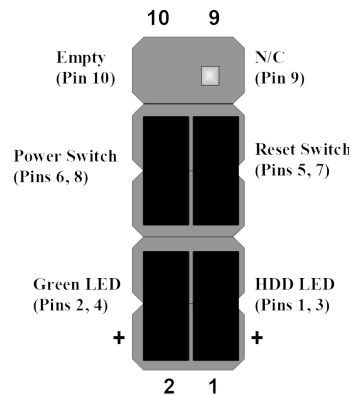 10 9
Empty
(Pin 10)
N/C
(Pin 9)
Power Switch
(Pins 6, 8)
Reset Switch
(Pins 5, 7)
Green LED
(Pins 2, 4)
HDD LED
(Pins 1, 3)
+ +
2 1